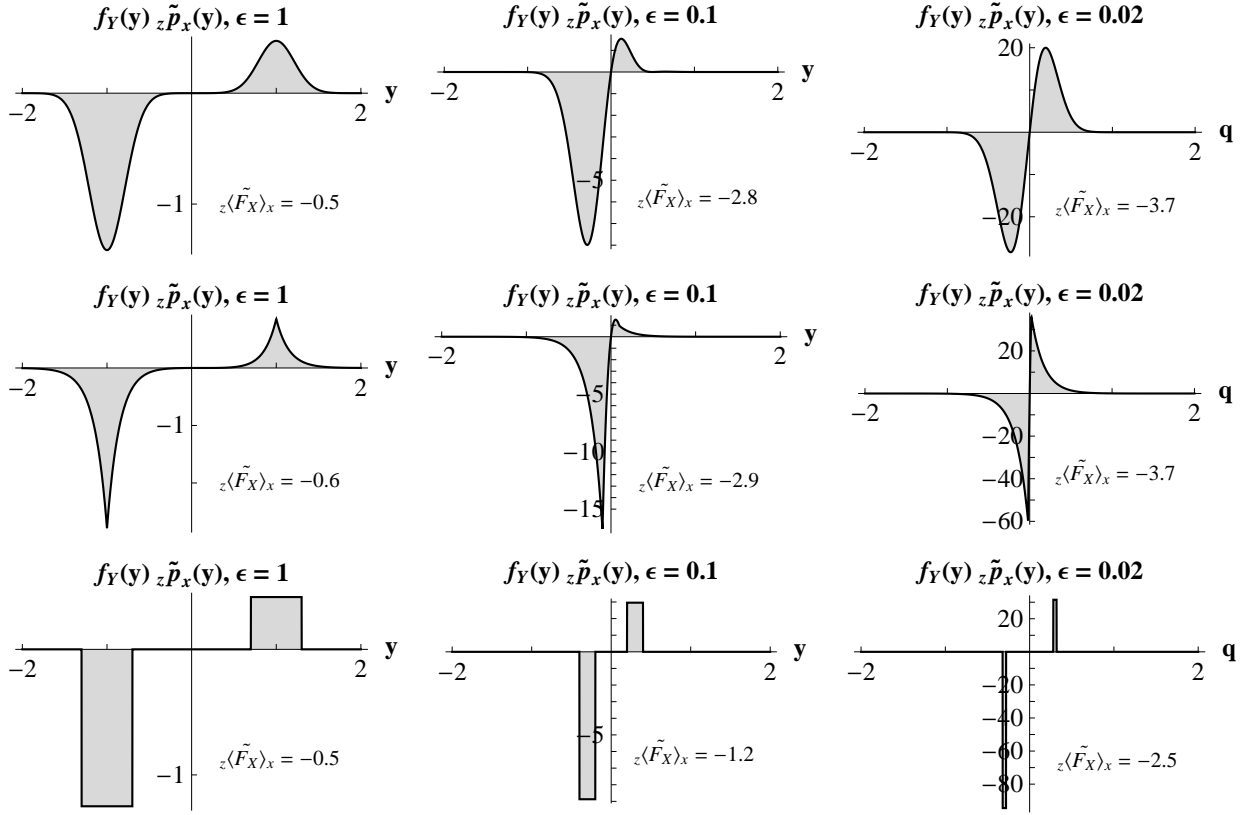 f_Y(y) _z p̃_x(y), ϵ = 1
y
−2
2
−1
_z⟨F̃_X⟩_x = −0.5
f_Y(y) _z p̃_x(y), ϵ = 0.1
y
−2
2
−5
_z⟨F̃_X⟩_x = −2.8
f_Y(y) _z p̃_x(y), ϵ = 0.02
20
q
−2
2
−20
_z⟨F̃_X⟩_x = −3.7
f_Y(y) _z p̃_x(y), ϵ = 1
y
−2
2
−1
_z⟨F̃_X⟩_x = −0.6
f_Y(y) _z p̃_x(y), ϵ = 0.1
y
−2
2
−5
−10
−15
_z⟨F̃_X⟩_x = −2.9
f_Y(y) _z p̃_x(y), ϵ = 0.02
20
q
−2
2
−20
−40
−60
_z⟨F̃_X⟩_x = −3.7
f_Y(y) _z p̃_x(y), ϵ = 1
y
−2
2
−1
_z⟨F̃_X⟩_x = −0.5
f_Y(y) _z p̃_x(y), ϵ = 0.1
y
−2
2
−5
_z⟨F̃_X⟩_x = −1.2
f_Y(y) _z p̃_x(y), ϵ = 0.02
20
q
−2
2
−20
−40
−60
−80
_z⟨F̃_X⟩_x = −2.5